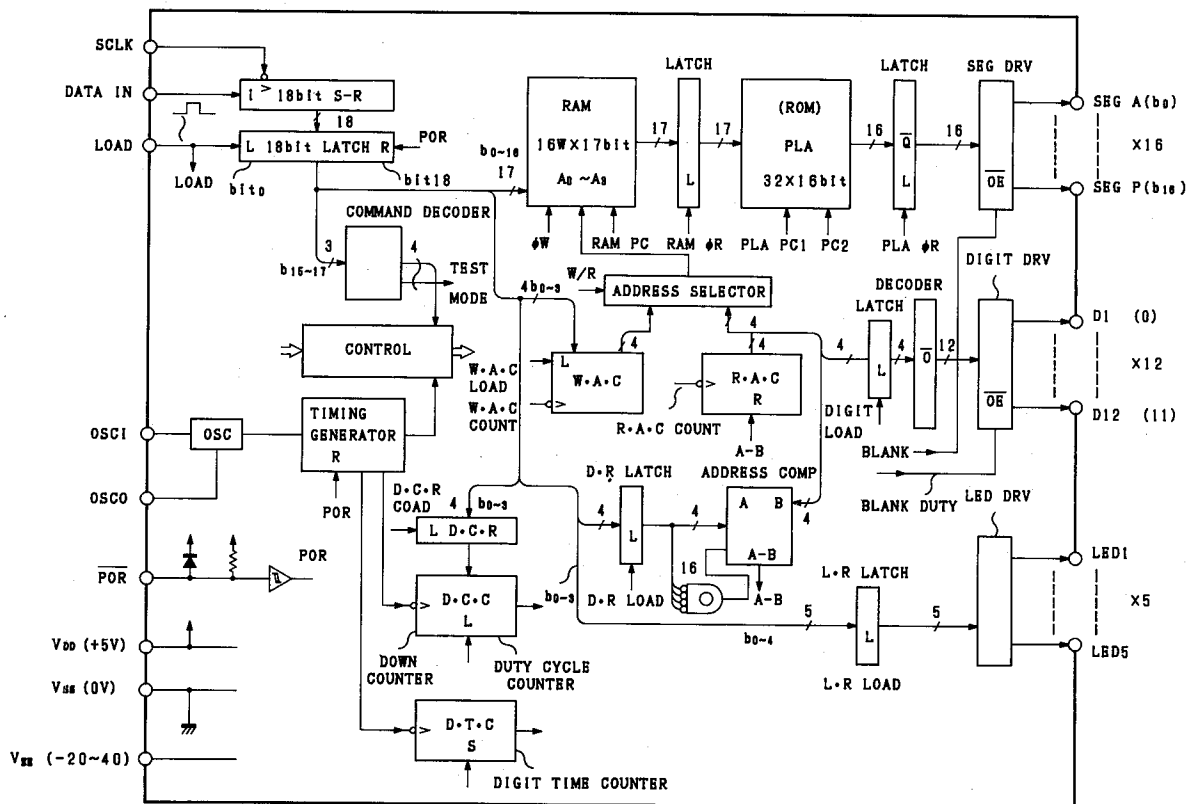 SCLK
DATA IN
LOAD
I 18bit S-R
18
L 18bit LATCH R
POR
LOAD
bit0
bit18
b0~16
17
RAM
16W×17bit
A0 ~A3
φW
RAM PC
LATCH
17
17
L
RAM φR
(ROM)
PLA
32×16bit
PLA PC1
PC2
LATCH
16
16
Q
L
PLA φR
SEG DRV
OE
SEG A(b0)
×16
SEG P(b16)
COMMAND DECODER
3
b15~17
4
TEST
MODE
CONTROL
W/R
ADDRESS SELECTOR
4 b0~3
4
4
4
L
W·A·C
W·A·C
LOAD
W·A·C
COUNT
R·A·C
R
R·A·C COUNT
A-B
LATCH
4
4
L
DIGIT
LOAD
DECODER
O
12
DIGIT DRV
OE
D1 (0)
×12
D12 (11)
BLANK
BLANK DUTY
OSCI
OSC
OSCO
TIMING
GENERATOR
R
POR
D·C·R
COAD
4
b0~3
L D·C·R
D·C·C
L
DOWN
COUNTER
DUTY CYCLE
COUNTER
D·T·C
S
DIGIT TIME COUNTER
D·R LATCH
4
L
4
D·R LOAD
b0~3
16
ADDRESS COMP
A B
A-B
4
A-B
b0~4
5
L·R LATCH
L
5
L·R LOAD
LED DRV
LED1
×5
LED5
POR
POR
VDD (+5V)
VSS (0V)
VEE (-20~40)